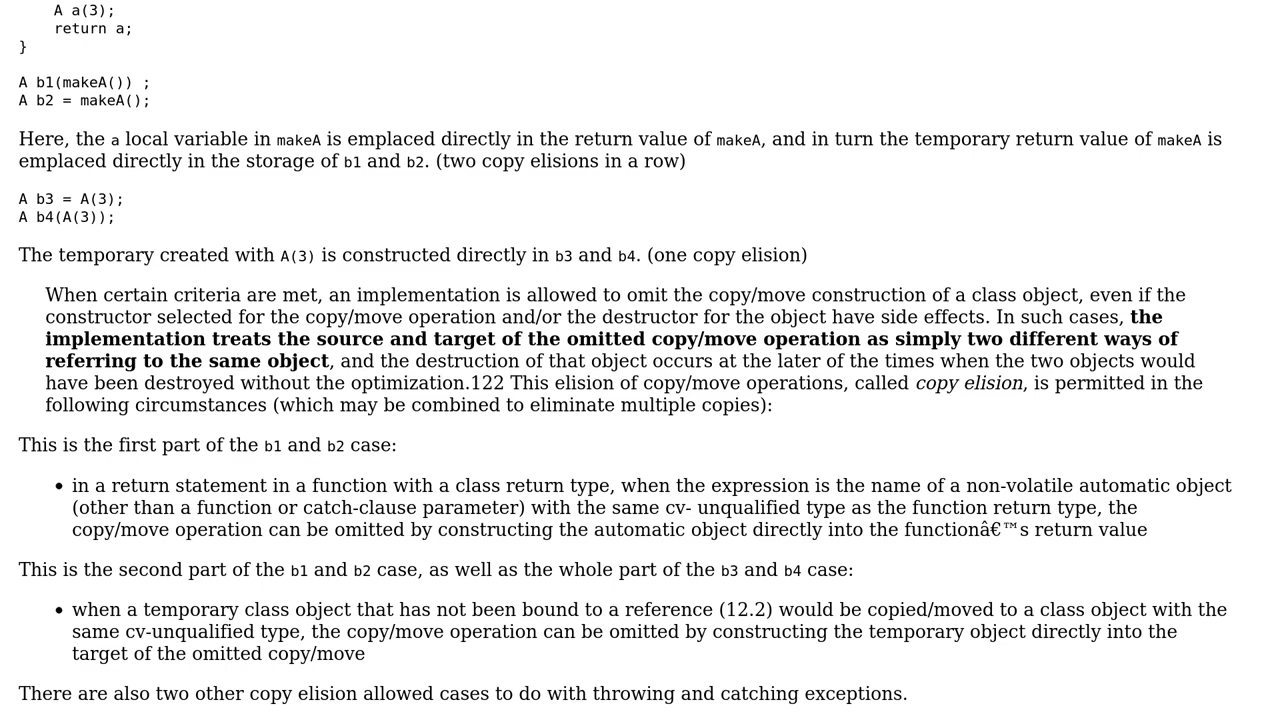 A a(3);
return a;
}
A b1(makeA()) ;
A b2 = makeA();
Here, the a local variable in makeA is emplaced directly in the return value of makeA, and in turn the temporary return value of makeA is
emplaced directly in the storage of b1 and b2. (two copy elisions in a row)
A b3 = A(3);
A b4(A(3));
The temporary created with A(3) is constructed directly in b3 and b4. (one copy elision)
When certain criteria are met, an implementation is allowed to omit the copy/move construction of a class object, even if the
constructor selected for the copy/move operation and/or the destructor for the object have side effects. In such cases, the
implementation treats the source and target of the omitted copy/move operation as simply two different ways of
referring to the same object, and the destruction of that object occurs at the later of the times when the two objects would
have been destroyed without the optimization.122 This elision of copy/move operations, called copy elision, is permitted in the
following circumstances (which may be combined to eliminate multiple copies):
This is the first part of the b1 and b2 case:
• in a return statement in a function with a class return type, when the expression is the name of a non-volatile automatic object
(other than a function or catch-clause parameter) with the same cv- unqualified type as the function return type, the
copy/move operation can be omitted by constructing the automatic object directly into the functionâ€™s return value
This is the second part of the b1 and b2 case, as well as the whole part of the b3 and b4 case:
• when a temporary class object that has not been bound to a reference (12.2) would be copied/moved to a class object with the
same cv-unqualified type, the copy/move operation can be omitted by constructing the temporary object directly into the
target of the omitted copy/move
There are also two other copy elision allowed cases to do with throwing and catching exceptions.